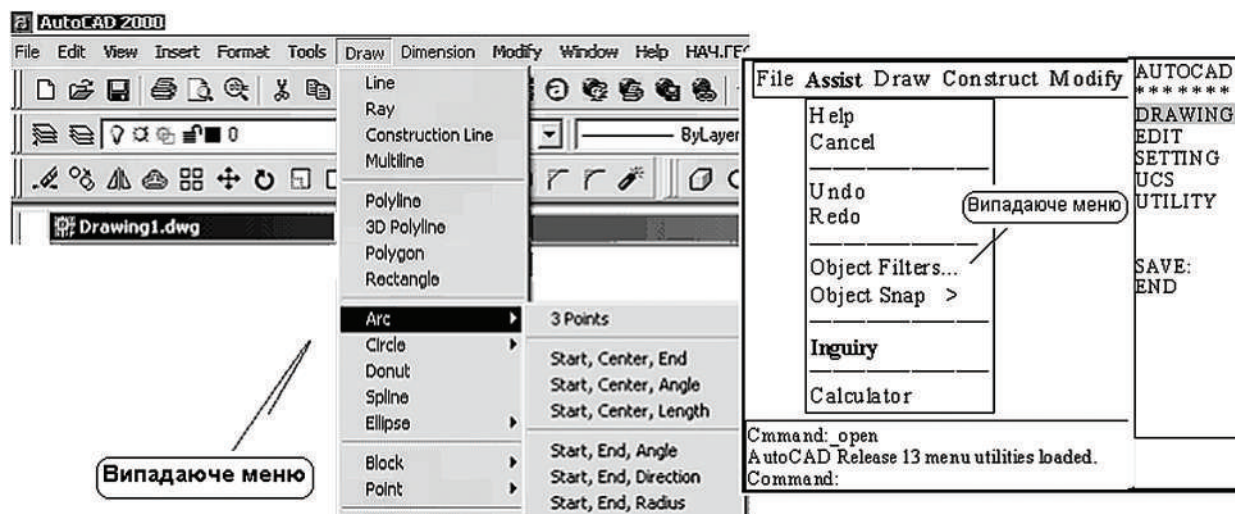 AutoCAD 2000
File Edit View Insert Format Tools Draw Dimension Modify Window Help НАЧ.ГЕО
0
ByLayer
Drawing1.dwg
Line
Ray
Construction Line
Multiline
Polyline
3D Polyline
Polygon
Rectangle
Arc
Circle
Donut
Spline
Ellipse
Block
Point
3 Points
Start, Center, End
Start, Center, Angle
Start, Center, Length
Start, End, Angle
Start, End, Direction
Start, End, Radius
Випадаюче меню
File Assist Draw Construct Modify
Help
Cancel
Undo
Redo
Object Filters...
Object Snap >
Inguiry
Calculator
Випадаюче меню
AUTOCAD
*******
DRAWING
EDIT
SETTING
UCS
UTILITY
SAVE:
END
Cmmand:_open
AutoCAD Release 13 menu utilities loaded.
Command: